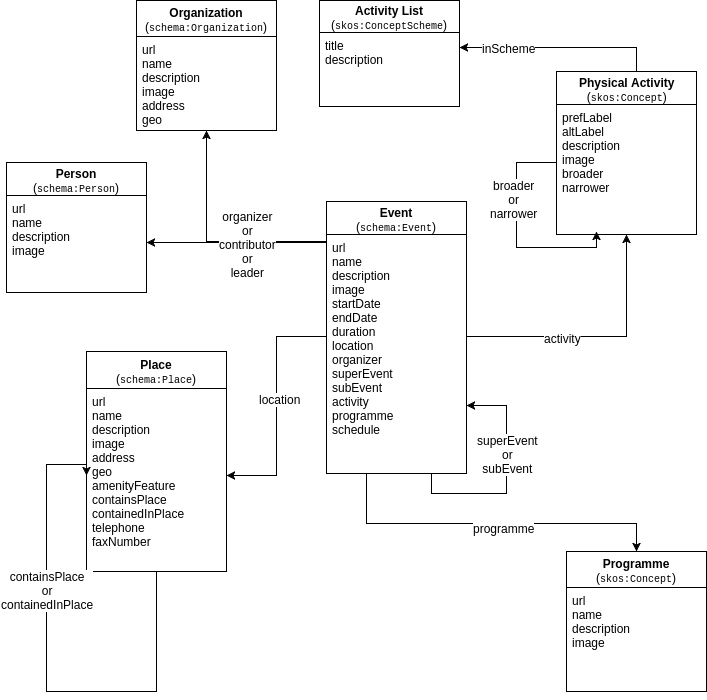 Organization
(schema:Organization)
url
name
description
image
address
geo
Activity List
(skos:ConceptScheme)
title
description
inScheme
Physical Activity
(skos:Concept)
prefLabel
altLabel
description
image
broader
narrower
broader
or
narrower
Person
(schema:Person)
url
name
description
image
organizer
or
contributor
or
leader
Event
(schema:Event)
url
name
description
image
startDate
endDate
duration
location
organizer
superEvent
subEvent
activity
programme
schedule
activity
location
superEvent
or
subEvent
Place
(schema:Place)
url
name
description
image
address
geo
amenityFeature
containsPlace
containedInPlace
telephone
faxNumber
containsPlace
or
containedInPlace
programme
Programme
(skos:Concept)
url
name
description
image